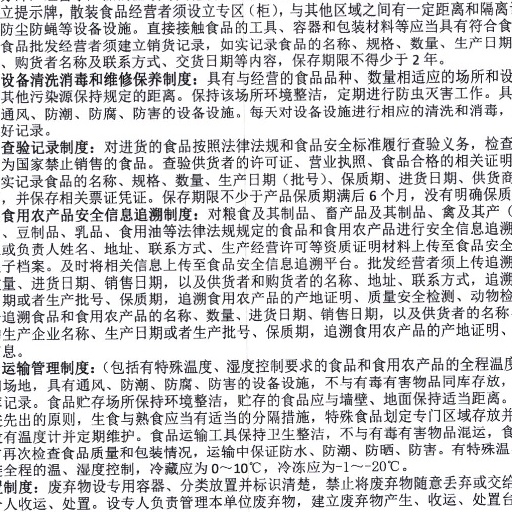 立提示牌，散装食品经营者须设立专区（柜），与其他区域之间有一定距离和隔离
防尘防蝇等设备设施。直接接触食品的工具、容器和包装材料等应当具有符合食
食品批发经营者须建立销货记录，如实记录食品的名称、规格、数量、生产日期
、购货者名称及联系方式、交货日期等内容，保存期限不得少于 2 年。
设备清洗消毒和维修保养制度：具有与经营的食品品种、数量相适应的场所和设
其他污染源保持规定的距离。保持该场所环境整洁，定期进行防虫灭害工作。具
通风、防潮、防腐、防害的设备设施。每天对设备设施进行相应的清洗和消毒，
好记录。
查验记录制度：对进货的食品按照法律法规和食品安全标准履行查验义务，检查
为国家禁止销售的食品。查验供货者的许可证、营业执照、食品合格的相关证明
实记录食品的名称、规格、数量、生产日期（批号）、保质期、进货日期、供货商
，并保存相关票证凭证。保存期限不少于产品保质期满后 6 个月，没有明确保质
食用农产品安全信息追溯制度：对粮食及其制品、畜产品及其制品、禽及其产（
、豆制品、乳品、食用油等法律法规规定的食品和食用农产品进行安全信息追溯
或负责人姓名、地址、联系方式、生产经营许可等资质证明材料上传至食品安全
子档案。及时将相关信息上传至食品安全信息追溯平台。批发经营者须上传追溯
量、进货日期、销售日期，以及供货者和购货者的名称、地址、联系方式，追溯
期或者生产批号、保质期，追溯食用农产品的产地证明、质量安全检测、动物检
追溯食品和食用农产品的名称、数量、进货日期、销售日期，以及供货者的名称
生产企业名称、生产日期或者生产批号、保质期，追溯食用农产品的产地证明、
息。
运输管理制度：（包括有特殊温度、湿度控制要求的食品和食用农产品的全程温度
场地，具有通风、防潮、防腐、防害的设备设施，不与有毒有害物品同库存放，
记录。食品贮存场所保持环境整洁，贮存的食品应与墙壁、地面保持适当距离。
先出的原则，生食与熟食应当有适当的分隔措施，特殊食品划定专门区域存放并
有温度计并定期维护。食品运输工具保持卫生整洁，不与有毒有害物品混运，食
再次检查食品质量和包装情况，运输中保证防水、防潮、防晒、防害。有特殊温
全程的温、湿度控制，冷藏应为 0～10℃，冷冻应为-1～-20℃。
制度：废弃物设专用容器、分类放置并标识清楚，禁止将废弃物随意丢弃或交给
人收运、处置。设专人负责管理本单位废弃物，建立废弃物产生、收运、处置台